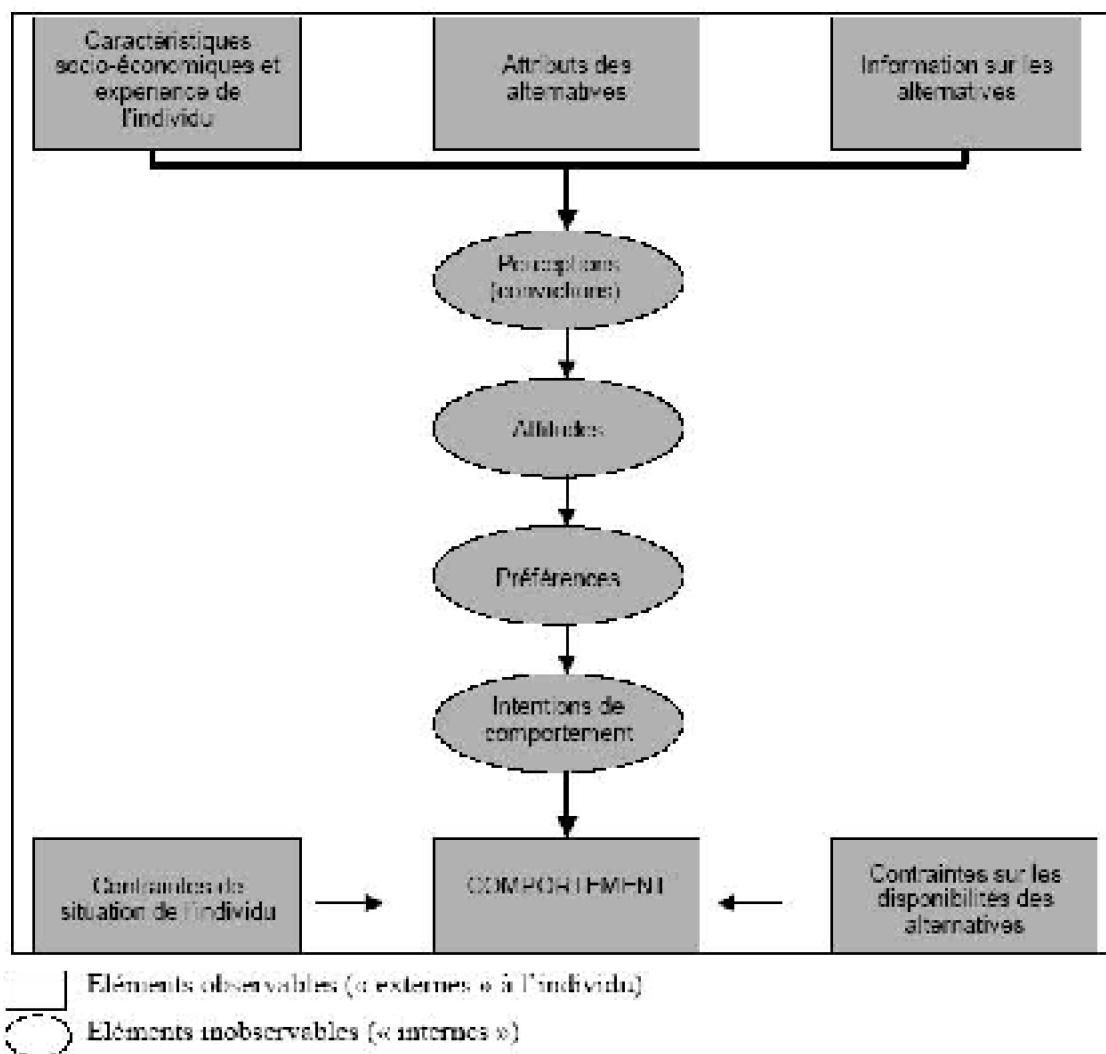 Caractéristiques
socio-économiques et
expérience de
l'individu
Attributs des
alternatives
Information sur les
alternatives
Perceptions
(convictions)
Attitudes
Préférences
Intentions de
comportement
Contraintes de
situation de l'individu
COMPORTEMENT
Contraintes sur les
disponibilités des
alternatives
Eléments observables (« externes » à l'individu)
Eléments inobservables (« internes »)